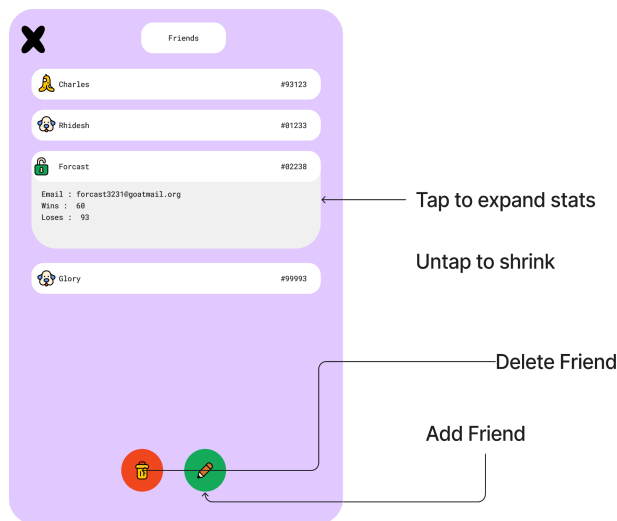 Friends
Charles #93123
Rhidesh #01233
Forcast #02238
Email : forcast3231@goatmail.org
Wins : 60
Loses : 93
Tap to expand stats
Untap to shrink
Glory #99993
Delete Friend
Add Friend